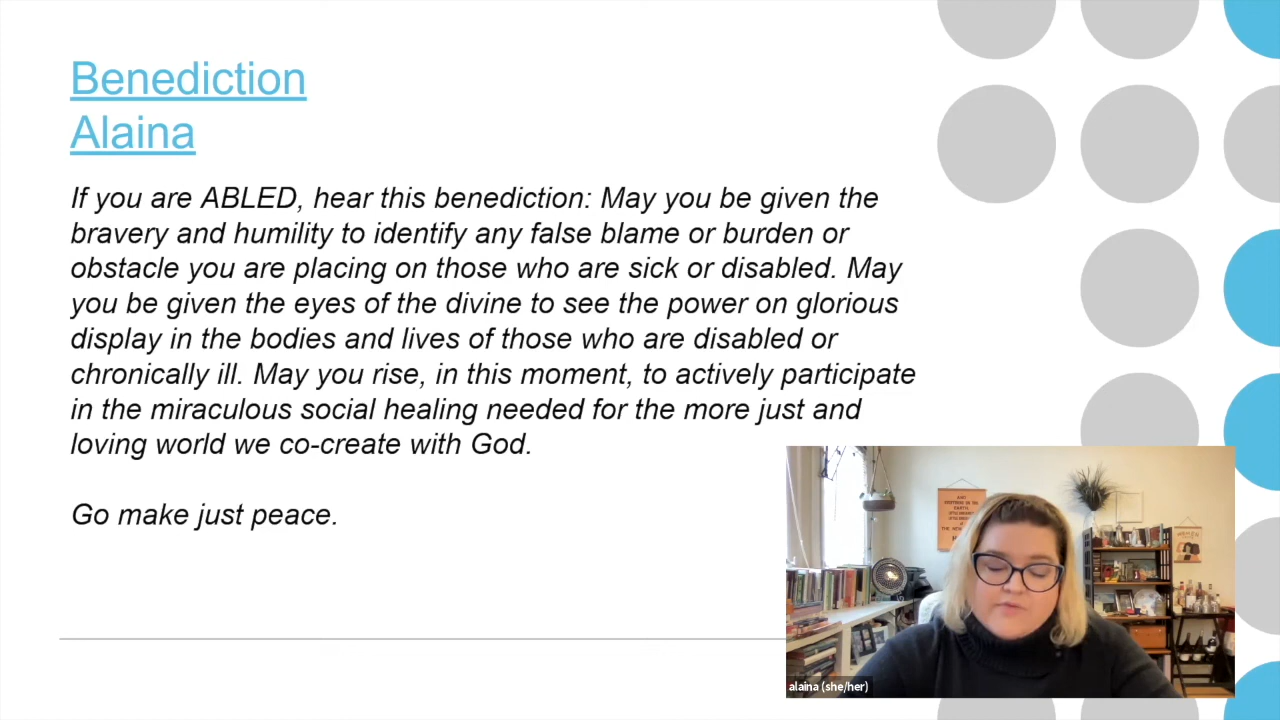 Benediction
Alaina
If you are ABLED, hear this benediction: May you be given the
bravery and humility to identify any false blame or burden or
obstacle you are placing on those who are sick or disabled. May
you be given the eyes of the divine to see the power on glorious
display in the bodies and lives of those who are disabled or
chronically ill. May you rise, in this moment, to actively participate
in the miraculous social healing needed for the more just and
loving world we co-create with God.
Go make just peace.
alaina (she/her)